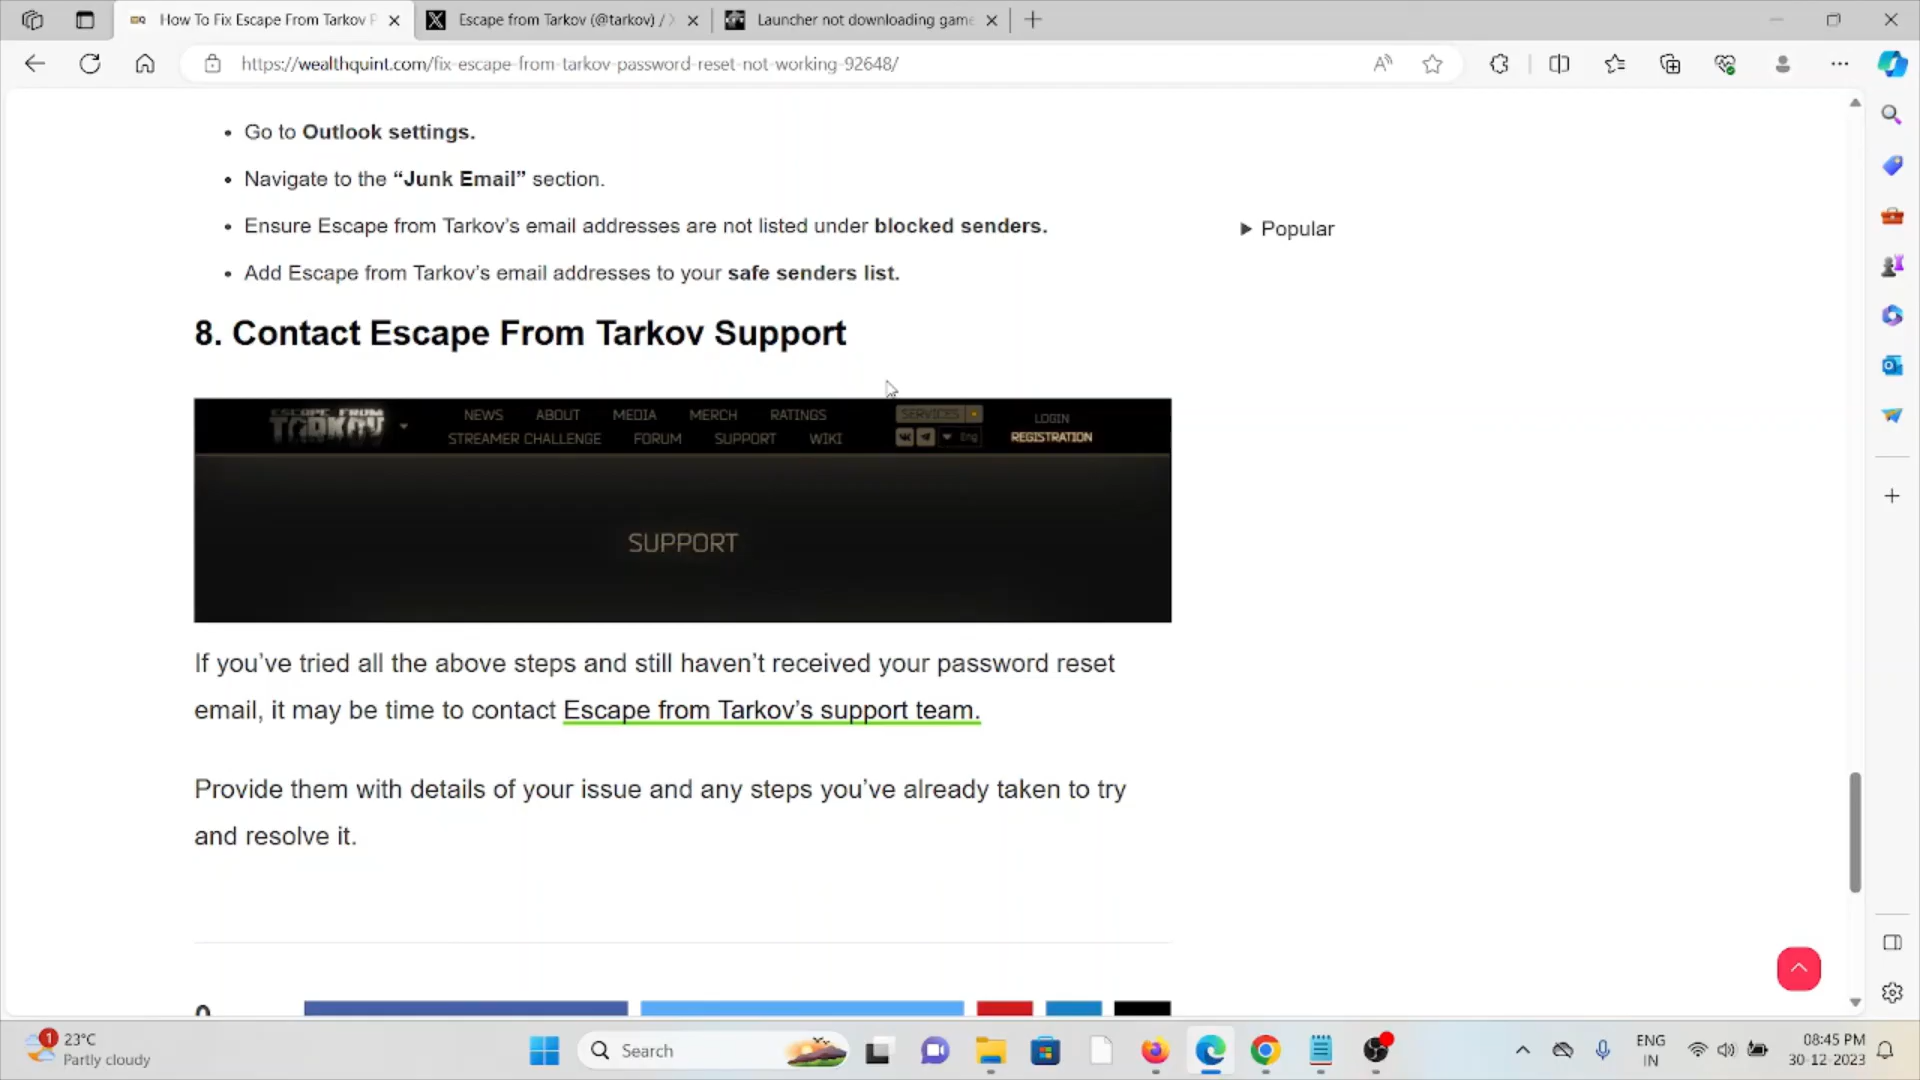 How To Fix Escape From Tarkov P
Escape from Tarkov (@tarkov) / X
Launcher not downloading game
https://wealthquint.com/fix-escape-from-tarkov-password-reset-not-working-92648/
• Go to Outlook settings.
• Navigate to the “Junk Email” section.
• Ensure Escape from Tarkov’s email addresses are not listed under blocked senders.
Popular
• Add Escape from Tarkov’s email addresses to your safe senders list.
8. Contact Escape From Tarkov Support
ESCAPE FROM
TARKOV
NEWS ABOUT MEDIA MERCH RATINGS
STREAMER CHALLENGE FORUM SUPPORT WIKI
SERVICES
Eng
LOGIN
REGISTRATION
SUPPORT
If you’ve tried all the above steps and still haven’t received your password reset
email, it may be time to contact Escape from Tarkov’s support team.
Provide them with details of your issue and any steps you’ve already taken to try
and resolve it.
1
23°C
Partly cloudy
Search
ENG
IN
08:45 PM
30-12-2023